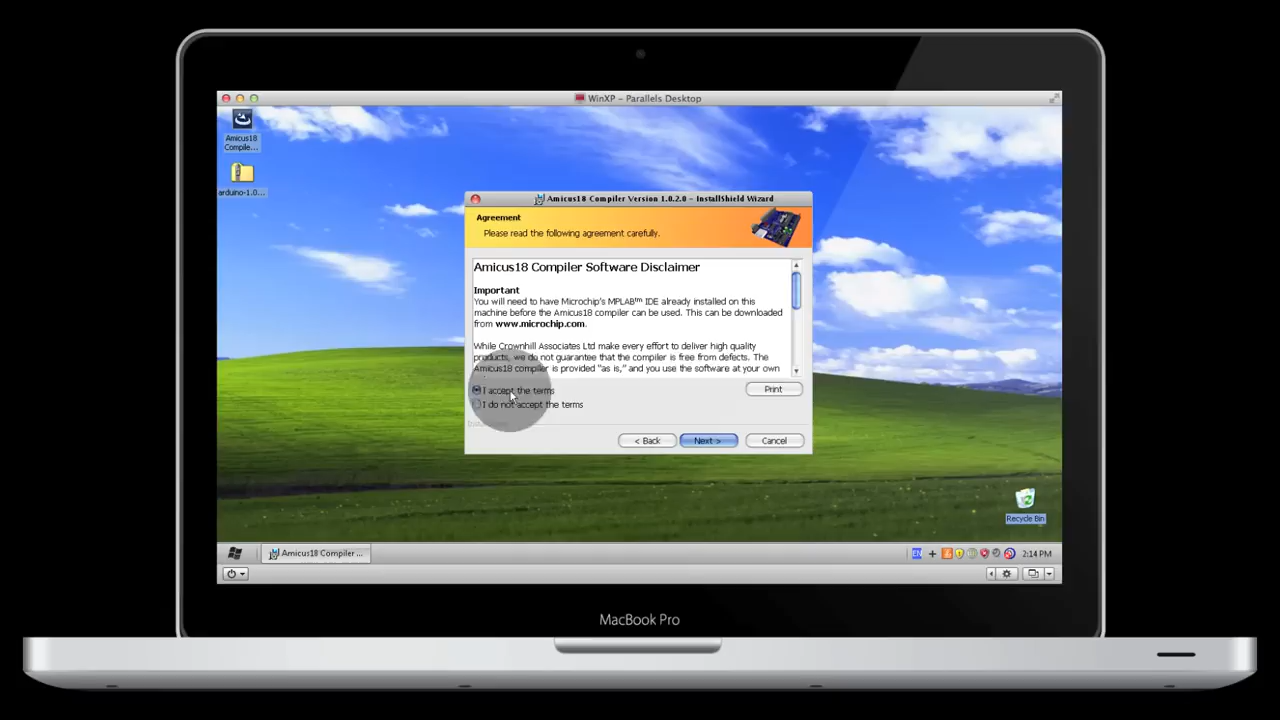 WinXP - Parallels Desktop
Amicus18
Compile...
arduino-1.0...
Amicus18 Compiler Version 1.0.2.0 - InstallShield Wizard
Agreement
Please read the following agreement carefully.
Amicus18 Compiler Software Disclaimer
Important
You will need to have Microchip's MPLAB™ IDE already installed on this
machine before the Amicus18 compiler can be used. This can be downloaded
from www.microchip.com.
While Crownhill Associates Ltd make every effort to deliver high quality
products, we do not guarantee that the compiler is free from defects. The
Amicus18 compiler is provided "as is," and you use the software at your own
I accept the terms
Print
I do not accept the terms
< Back
Next >
Cancel
Recycle Bin
Amicus18 Compiler ...
EN
2:14 PM
MacBook Pro